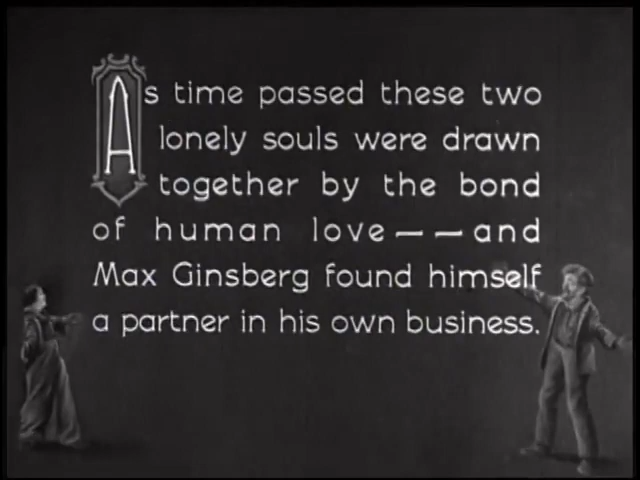 As time passed these two
lonely souls were drawn
together by the bond
of human love — — and
Max Ginsberg found himself
a partner in his own business.